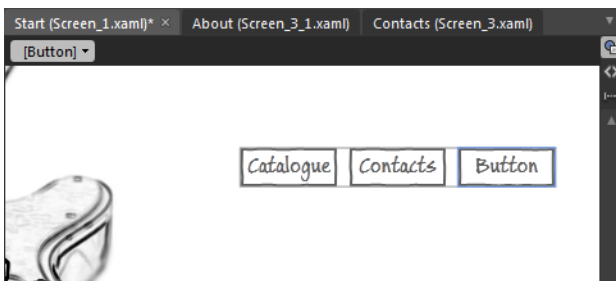 Start (Screen_1.xaml)* × About (Screen_3_1.xaml) Contacts (Screen_3.xaml)
[Button]
Catalogue Contacts Button